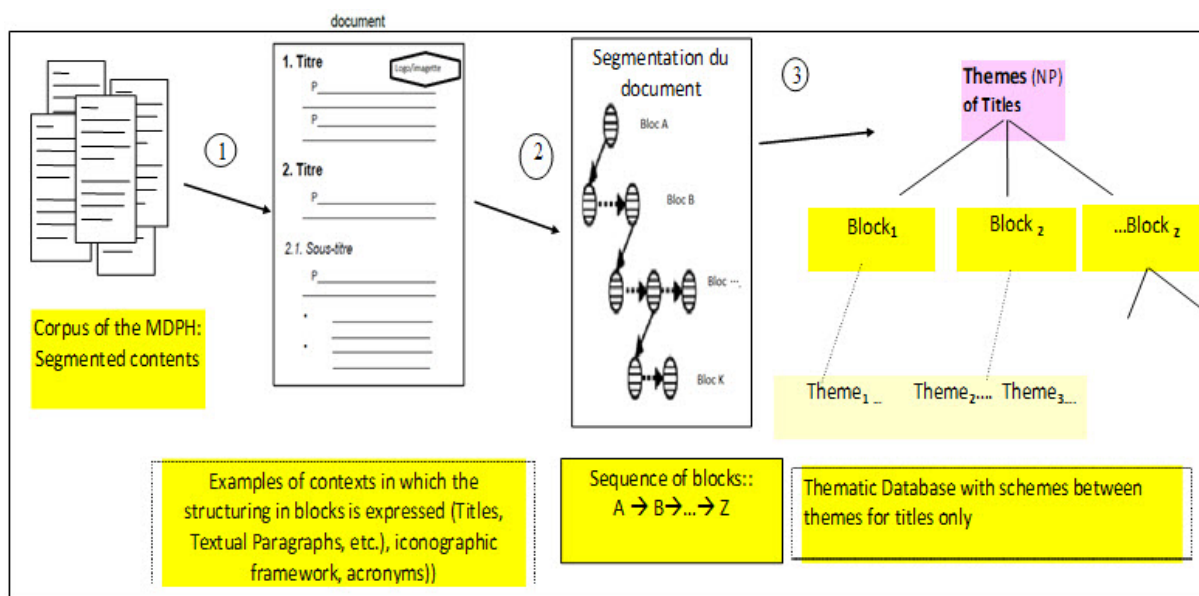 document
1. Titre
Logo/imagette
P
P
2. Titre
P
2.1. Sous-titre
P
1
2
3
Segmentation du
document
Bloc A
Bloc B
Bloc ...
Bloc K
Themes (NP)
of Titles
Block1
Block 2
...Block z
Theme1 ...
Theme2.... Theme3....
Corpus of the MDPH:
Segmented contents
Examples of contexts in which the
structuring in blocks is expressed (Titles,
Textual Paragraphs, etc.), iconographic
framework, acronyms))
Sequence of blocks::
A → B→...→ Z
Thematic Database with schemes between
themes for titles only